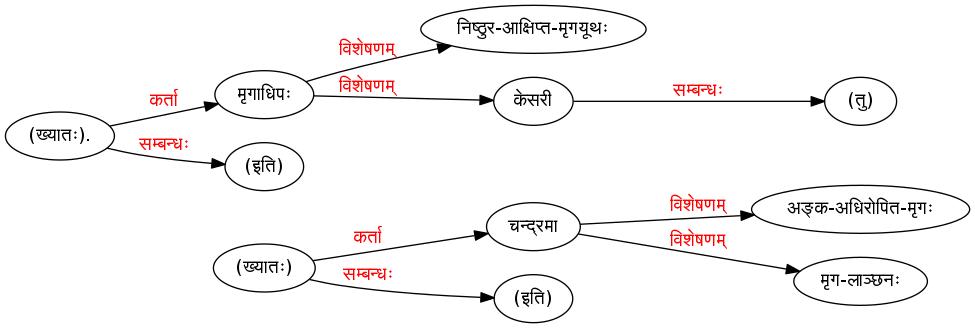 निष्ठुर-आक्षिप्त-मृगयूथः
विशेषणम्
कर्ता
मृगाधिपः
विशेषणम्
केसरी
सम्बन्धः
(तु)
(ख्यातः).
सम्बन्धः
(इति)
अङ्क-अधिरोपित-मृगः
विशेषणम्
कर्ता
चन्द्रमा
विशेषणम्
मृग-लाञ्छनः
(ख्यातः)
सम्बन्धः
(इति)